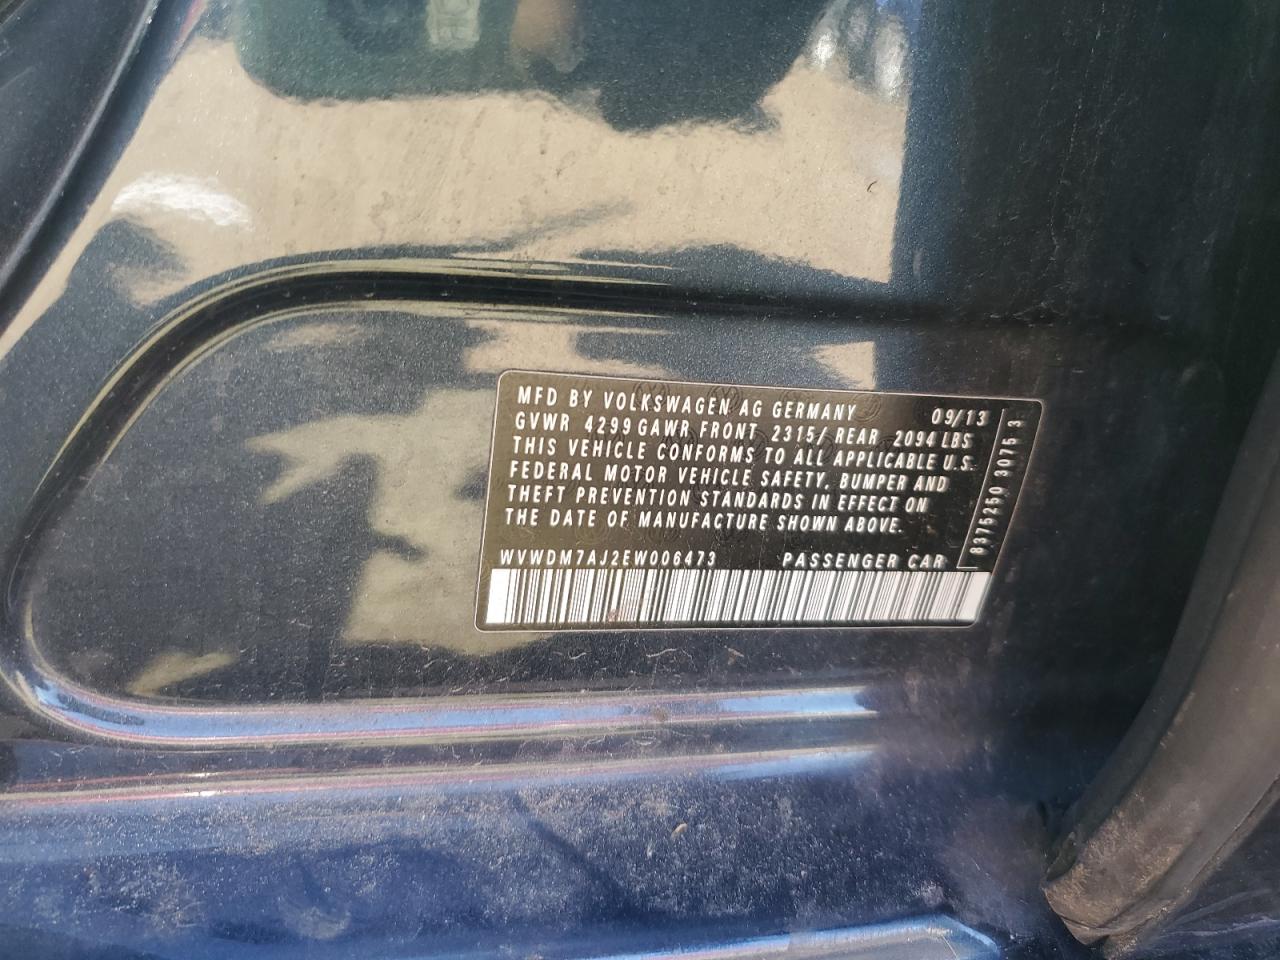 MFD BY VOLKSWAGEN AG GERMANY 09/13
GVWR 4299 GAWR FRONT 2315/ REAR 2094 LBS
THIS VEHICLE CONFORMS TO ALL APPLICABLE U.S.
FEDERAL MOTOR VEHICLE SAFETY, BUMPER AND
THEFT PREVENTION STANDARDS IN EFFECT ON
THE DATE OF MANUFACTURE SHOWN ABOVE.
WVWDM7AJ2EW006473 PASSENGER CAR
8375250 3075 3